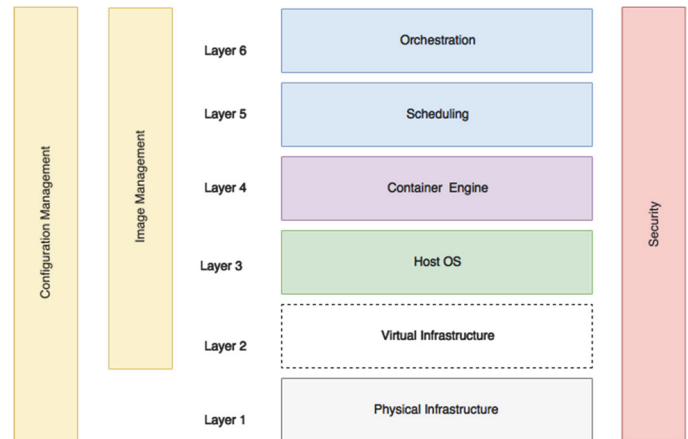 Configuration Management
Image Management
Layer 6
Orchestration
Layer 5
Scheduling
Layer 4
Container Engine
Layer 3
Host OS
Layer 2
Virtual Infrastructure
Layer 1
Physical Infrastructure
Security